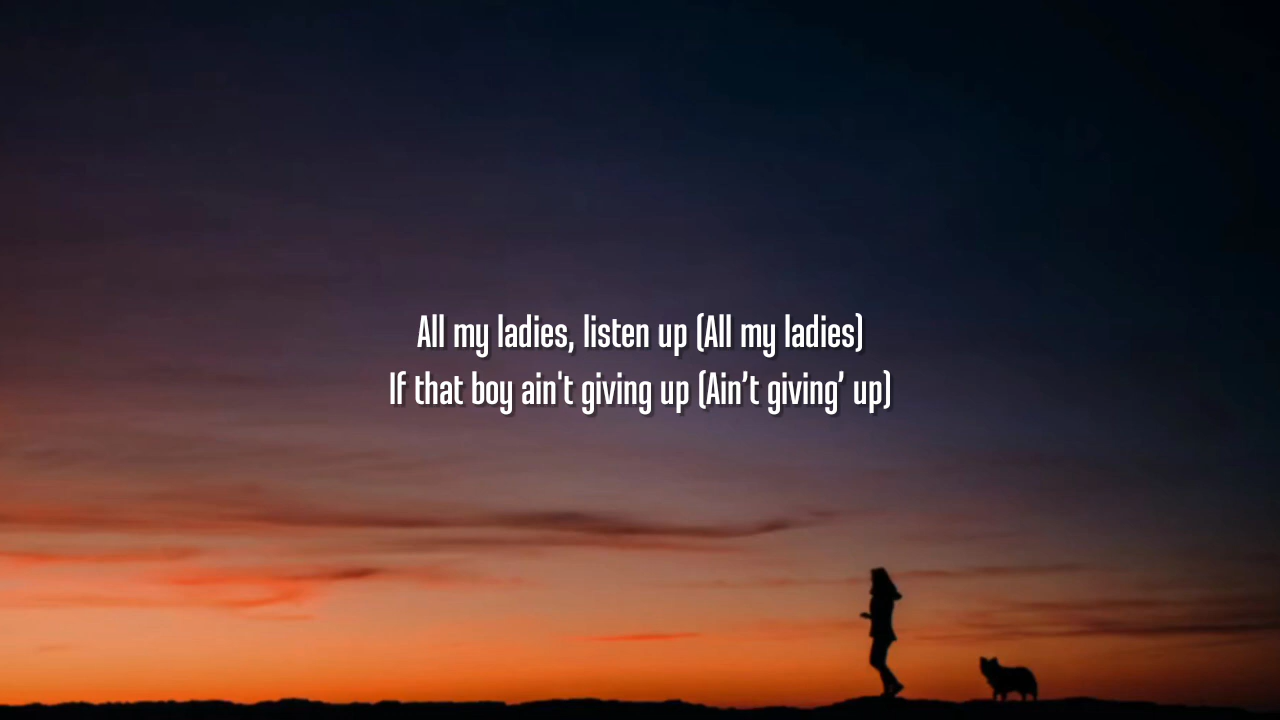 All my ladies, listen up (All my ladies)
If that boy ain't giving up (Ain’t giving’ up)